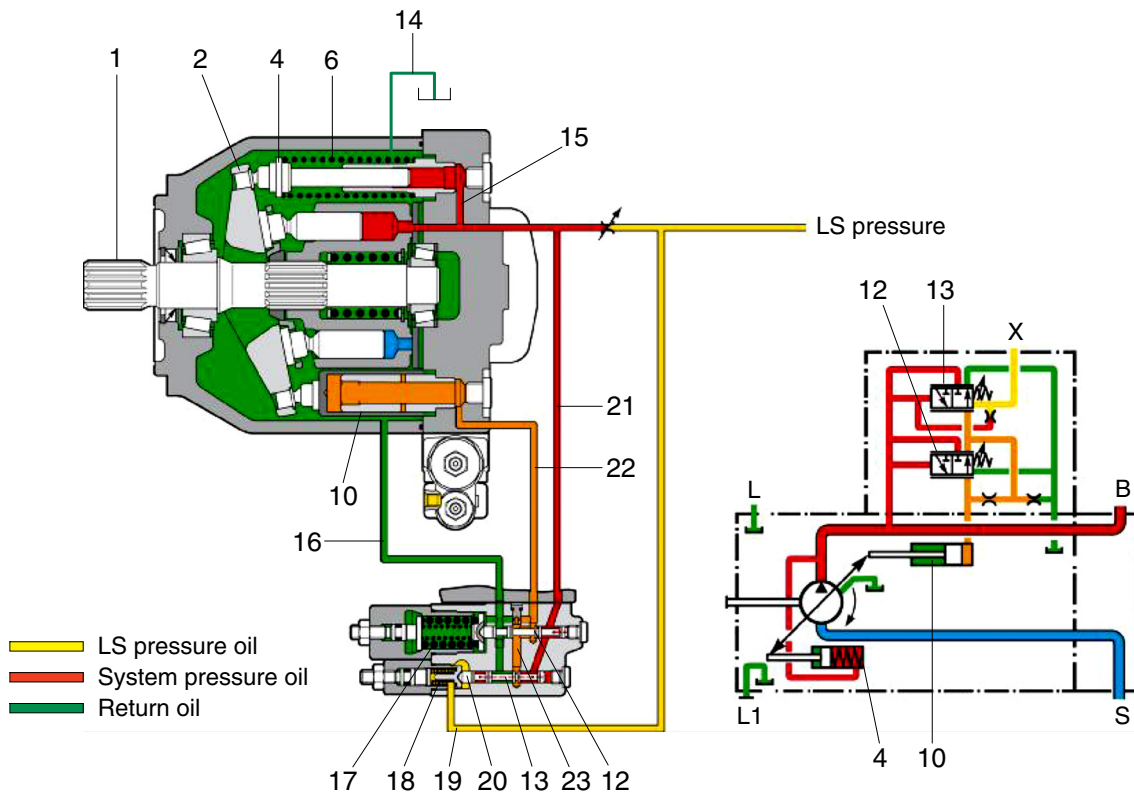 14
1 2 4 6
15
LS pressure
12 13
X
21
22
10
L
B
16
LS pressure oil
System pressure oil
Return oil
L1
S
17 18 19 20 13 23 12
4 10